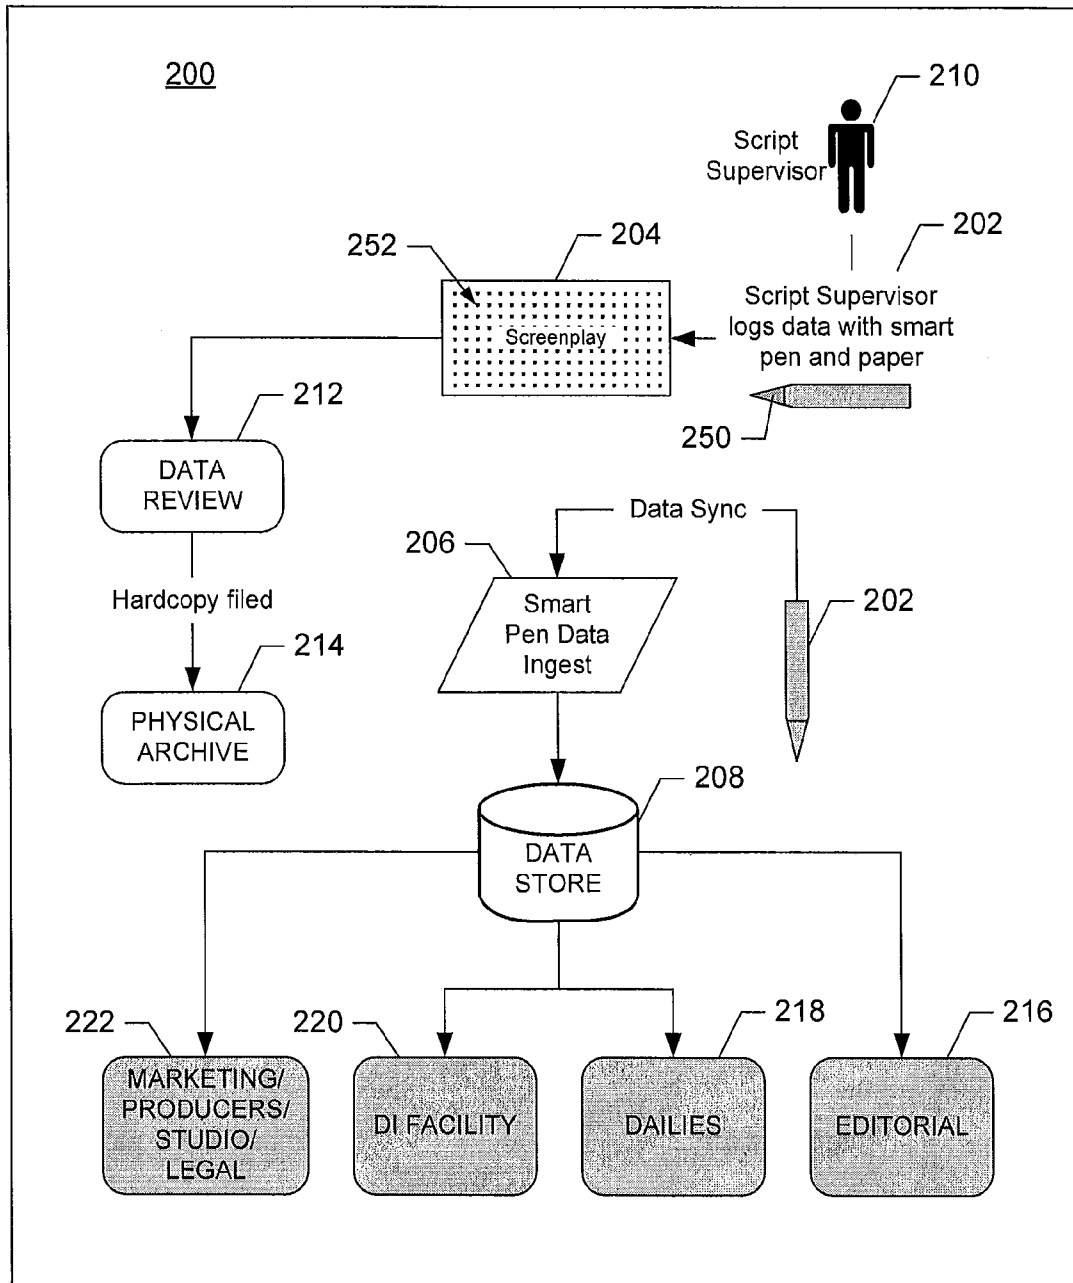 200
210
Script
Supervisor
202
204
252
Script Supervisor
logs data with smart
pen and paper
Screenplay
250
212
DATA
REVIEW
Data Sync
206
Hardcopy filed
Smart
Pen Data
Ingest
202
214
PHYSICAL
ARCHIVE
208
DATA
STORE
222
220
218
216
MARKETING/
PRODUCERS/
STUDIO/
LEGAL
DI FACILITY
DAILIES
EDITORIAL